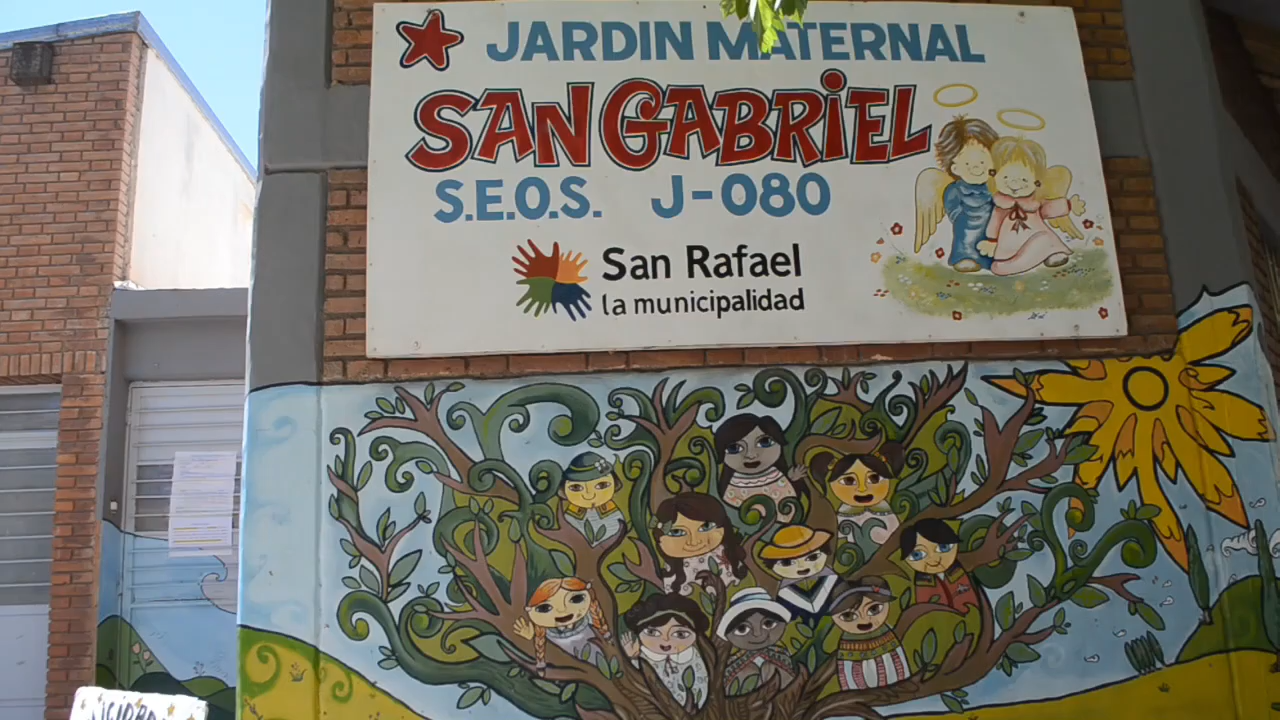 JARDIN MATERNAL
SAN GABRIEL
S.E.O.S. J-080
San Rafael
la municipalidad